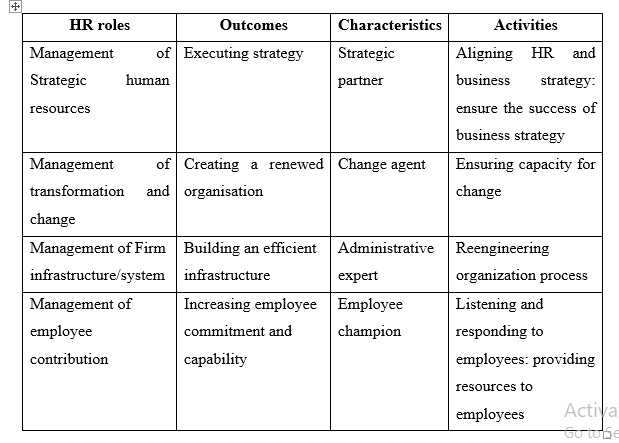 HR roles Outcomes Characteristics Activities
Management of Executing strategy Strategic Aligning HR and
Strategic human partner business strategy:
resources ensure the success of
business strategy
Management of Creating a renewed Change agent Ensuring capacity for
transformation and organisation change
change
Management of Firm Building an efficient Administrative Reengineering
infrastructure/system infrastructure expert organization process
Management of Increasing employee Employee Listening and
employee commitment and champion responding to
contribution capability employees: providing
resources to
employees
Activa
Go to Se